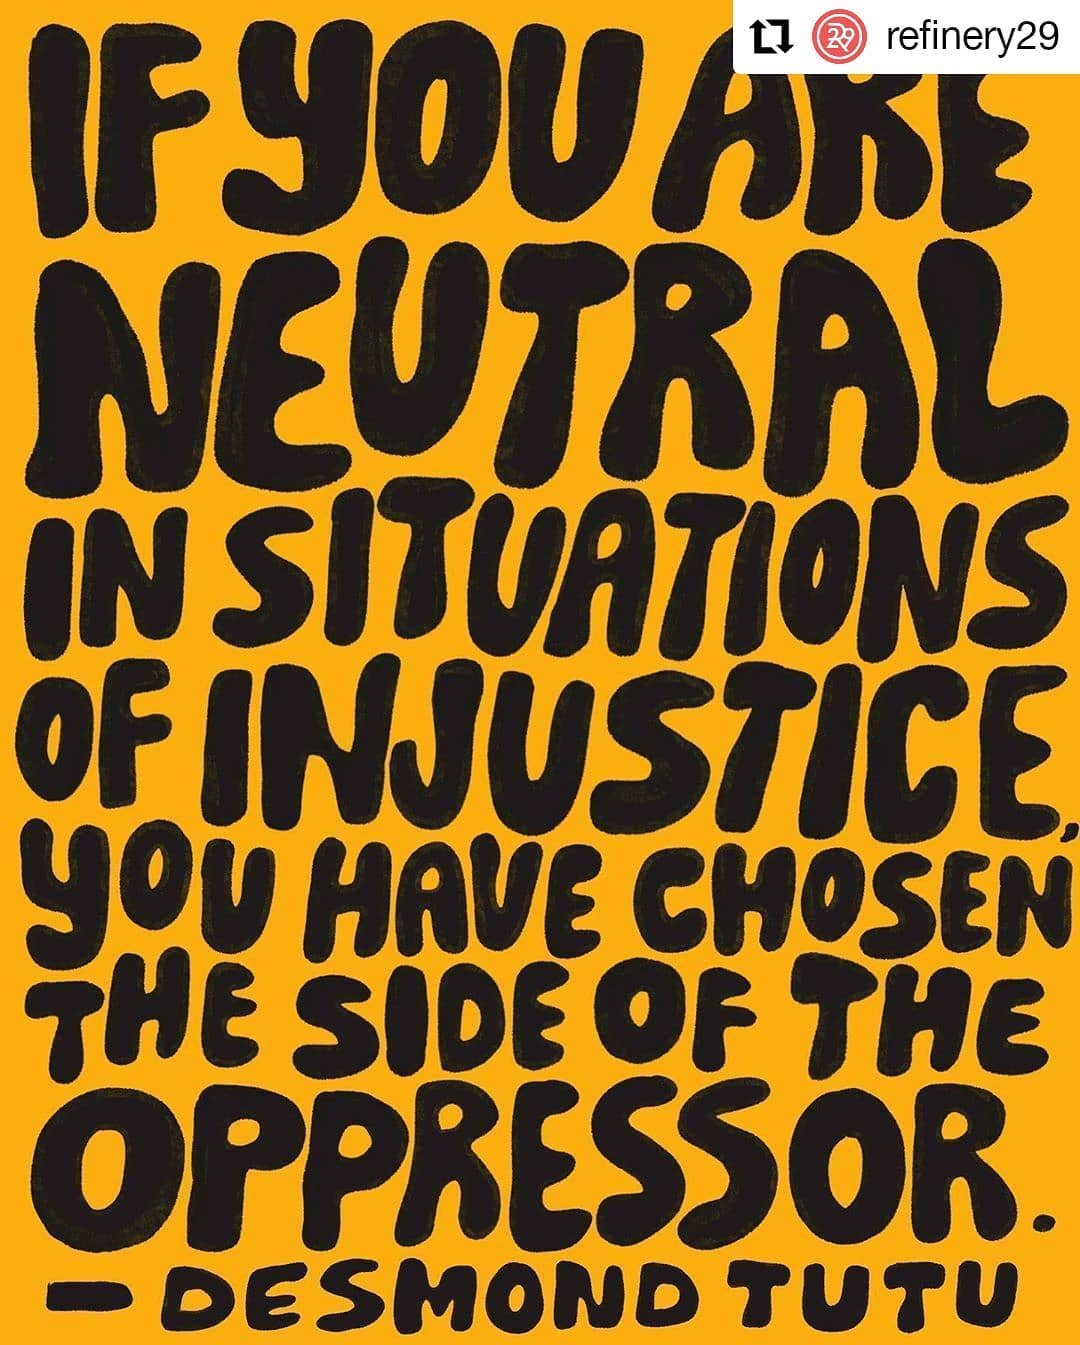 refinery29
IF YOU ARE
NEUTRAL
IN SITUATIONS
OF INJUSTICE,
YOU HAVE CHOSEN
THE SIDE OF THE
OPPRESSOR.
— DESMOND TUTU